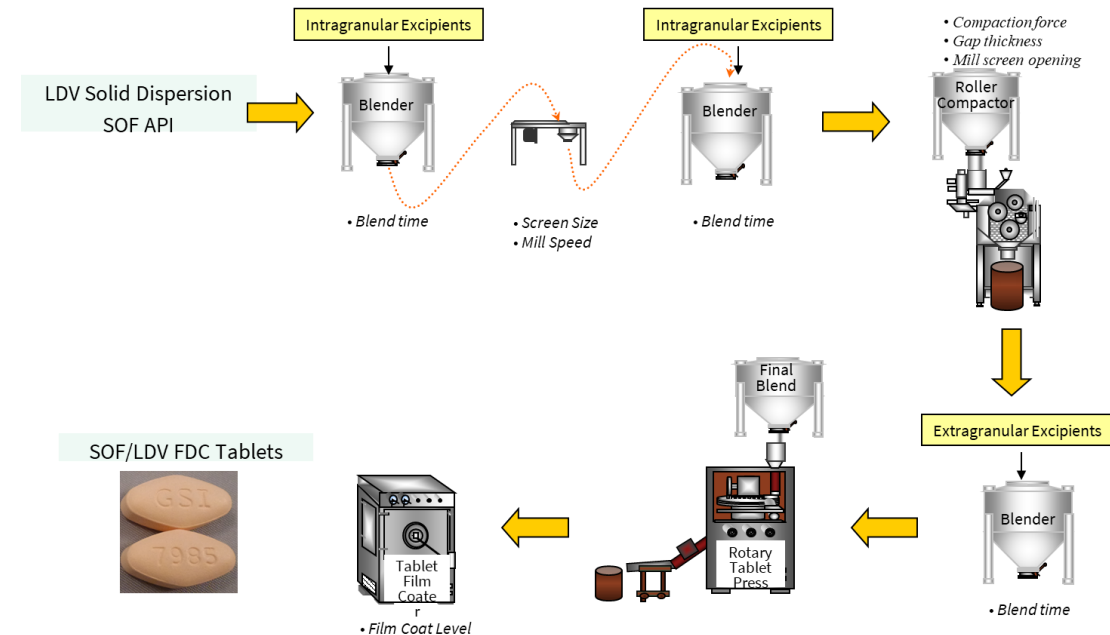 Intragranular Excipients
Intragranular Excipients
• Compaction force
• Gap thickness
• Mill screen opening
LDV Solid Dispersion
SOF API
Blender
Blender
Roller
Compactor
• Blend time
• Screen Size
• Mill Speed
• Blend time
Extragranular Excipients
Blender
• Blend time
Final
Blend
Rotary
Tablet
Press
Tablet
Film
Coate
r
• Film Coat Level
SOF/LDV FDC Tablets
GSI
7985